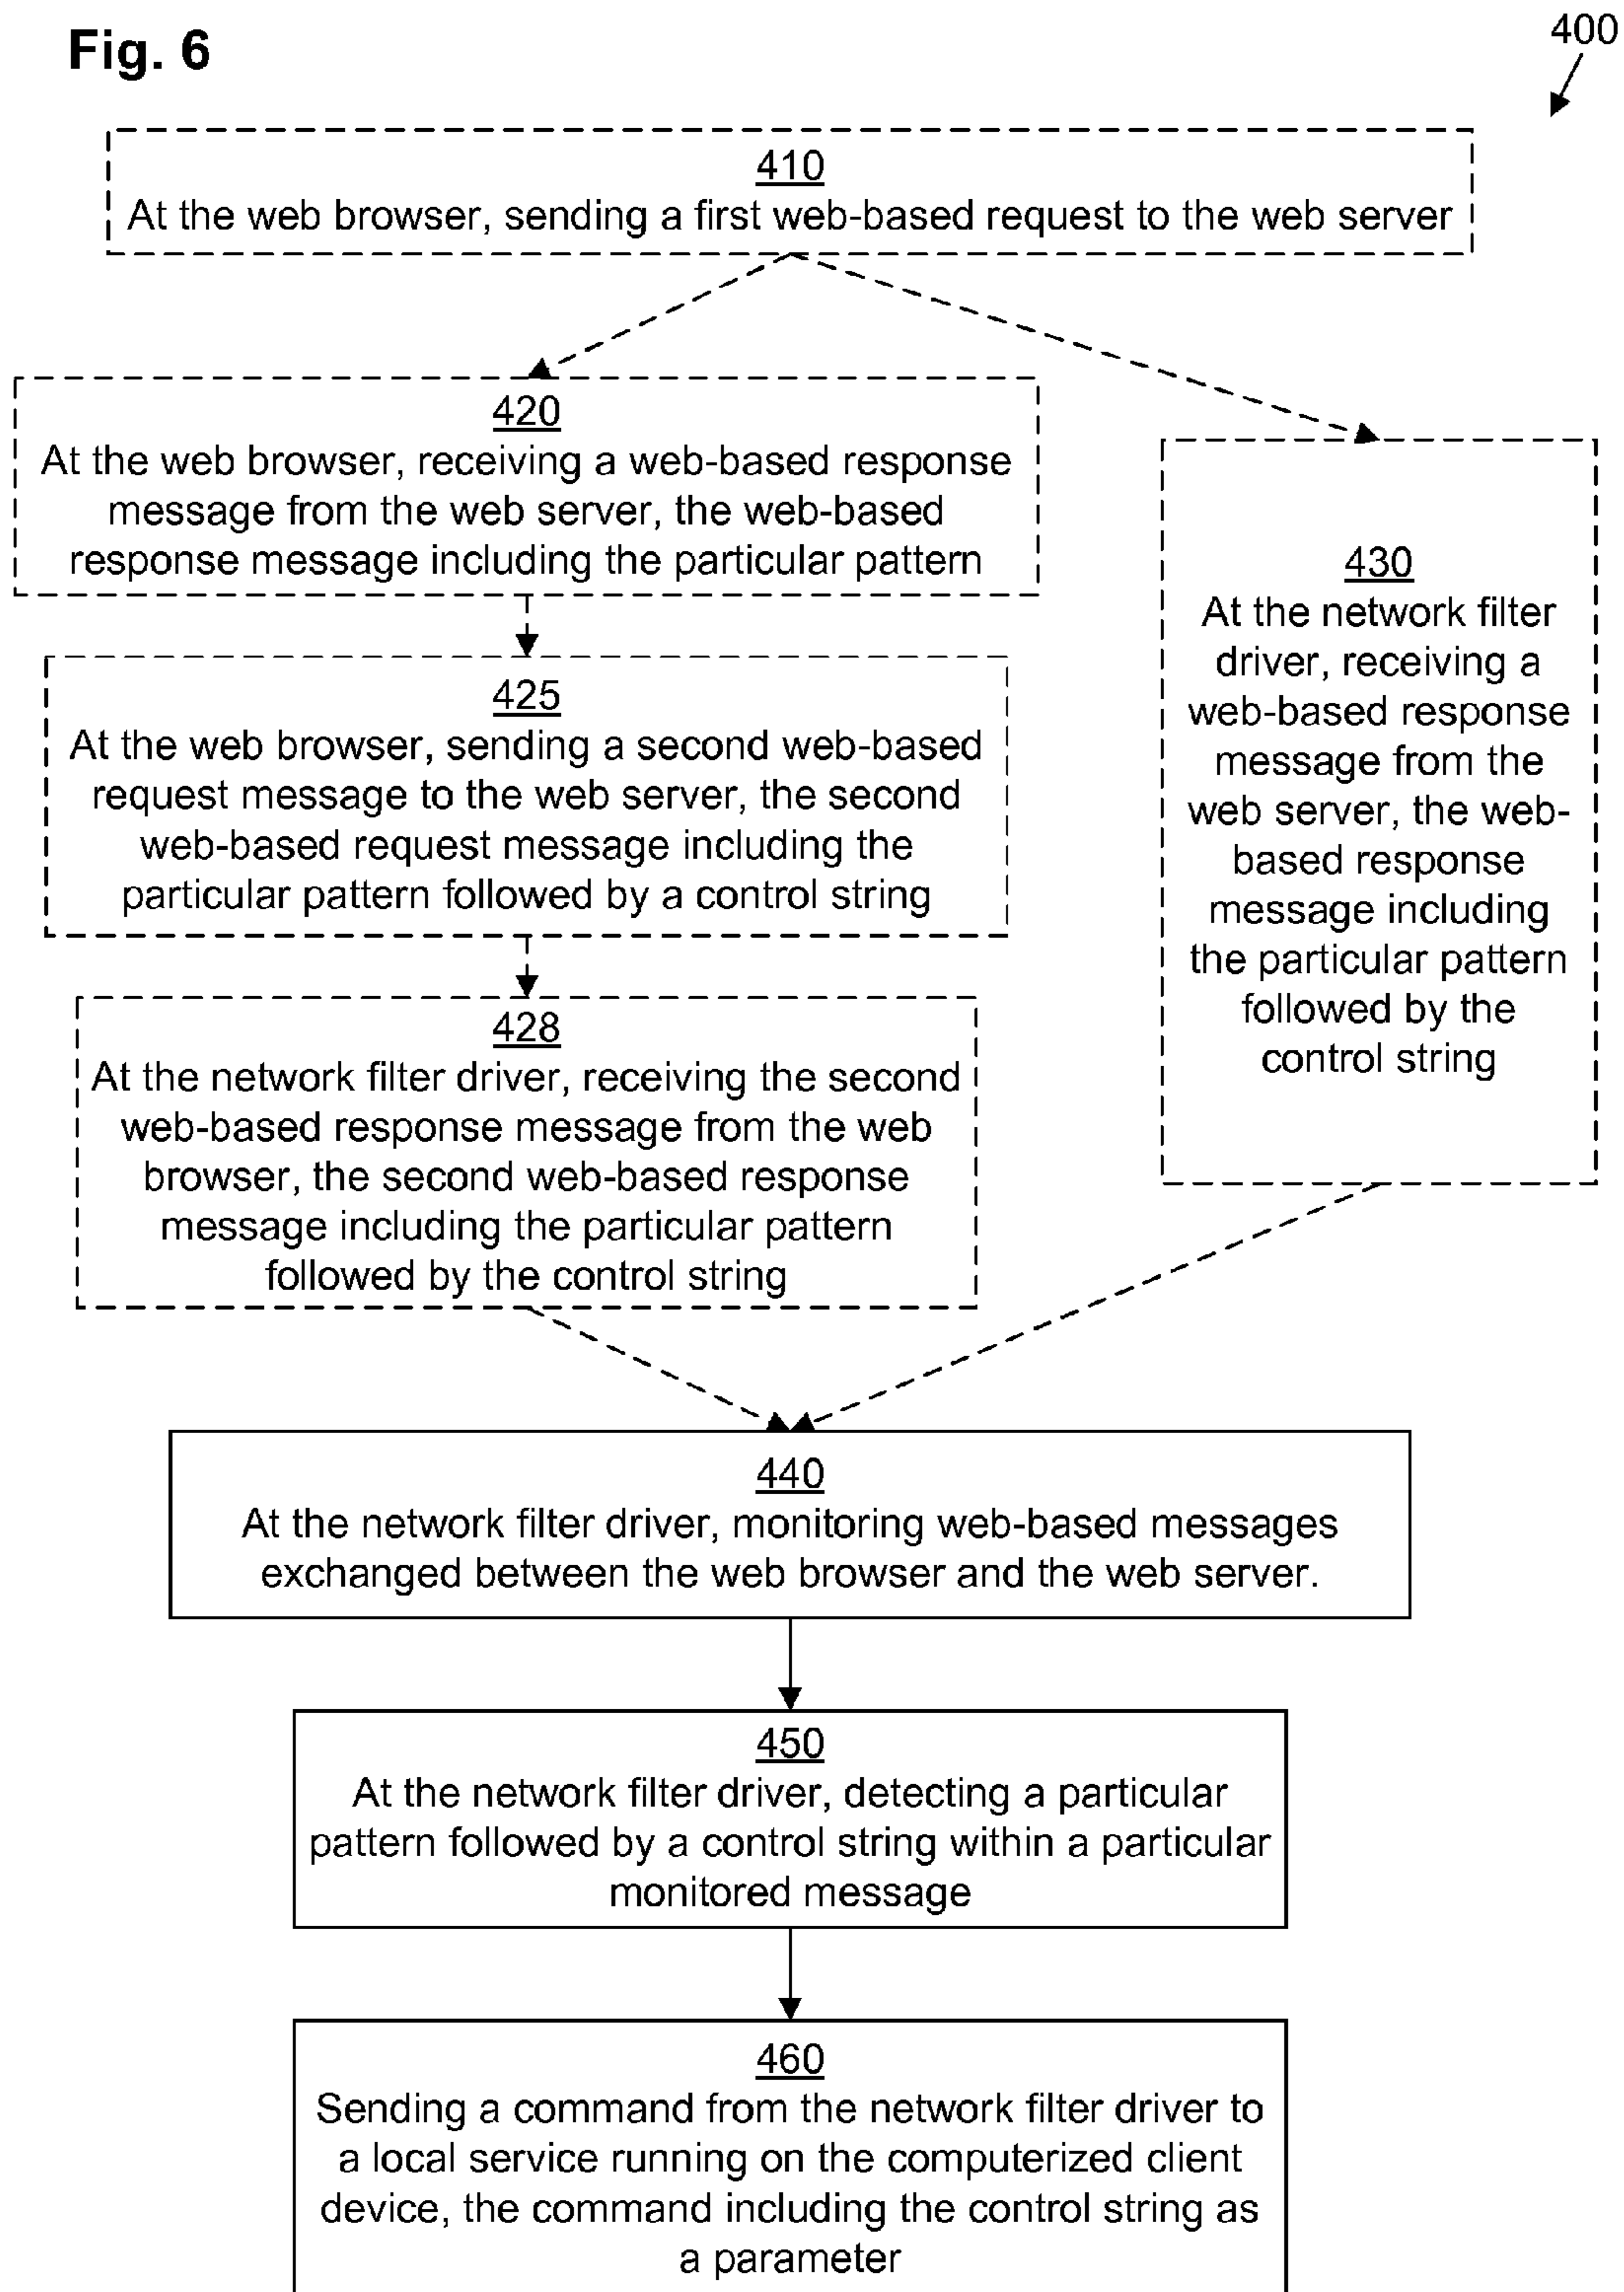 Fig. 6
400
410
At the web browser, sending a first web-based request to the web server
420
At the web browser, receiving a web-based response
message from the web server, the web-based
response message including the particular pattern
425
At the web browser, sending a second web-based
request message to the web server, the second
web-based request message including the
particular pattern followed by a control string
428
At the network filter driver, receiving the second
web-based response message from the web
browser, the second web-based response
message including the particular pattern
followed by the control string
430
At the network filter
driver, receiving a
web-based response
message from the
web server, the web-
based response
message including
the particular pattern
followed by the
control string
440
At the network filter driver, monitoring web-based messages
exchanged between the web browser and the web server.
450
At the network filter driver, detecting a particular
pattern followed by a control string within a particular
monitored message
460
Sending a command from the network filter driver to
a local service running on the computerized client
device, the command including the control string as
a parameter